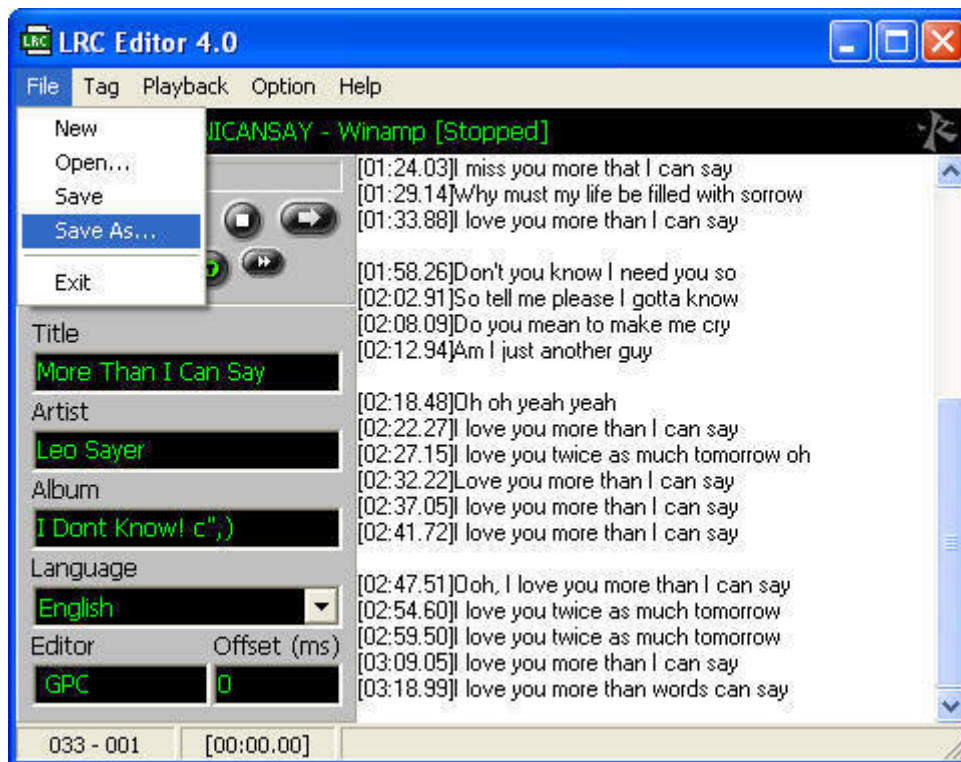 LRC LRC Editor 4.0
File Tag Playback Option Help
New
Open...
Save
Save As...
Exit
NICANSAY - Winamp [Stopped]
Title
More Than I Can Say
Artist
Leo Sayer
Album
I Dont Know! c",)
Language
English
Editor Offset (ms)
GPC 0
[01:24.03]I miss you more that I can say
[01:29.14]Why must my life be filled with sorrow
[01:33.88]I love you more than I can say
[01:58.26]Don't you know I need you so
[02:02.91]So tell me please I gotta know
[02:08.09]Do you mean to make me cry
[02:12.94]Am I just another guy
[02:18.48]Oh oh yeah yeah
[02:22.27]I love you more than I can say
[02:27.15]I love you twice as much tomorrow oh
[02:32.22]Love you more than I can say
[02:37.05]I love you more than I can say
[02:41.72]I love you more than I can say
[02:47.51]Ooh, I love you more than I can say
[02:54.60]I love you twice as much tomorrow
[02:59.50]I love you twice as much tomorrow
[03:09.05]I love you more than I can say
[03:18.99]I love you more than words can say
033 - 001 [00:00.00]